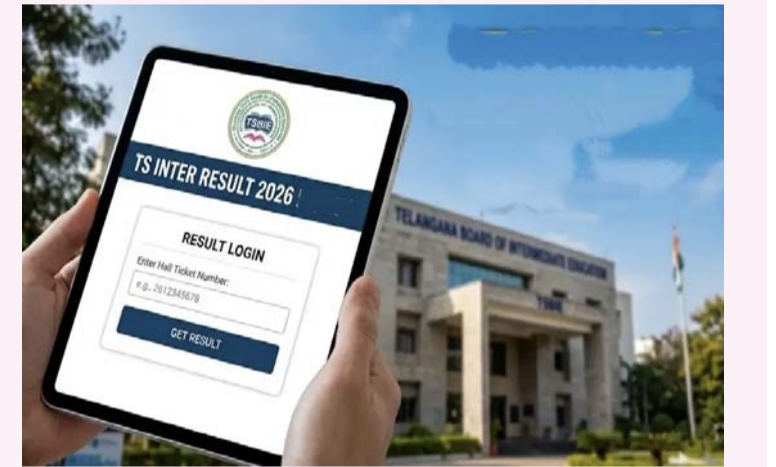 TSBIE
TS INTER RESULT 2026
RESULT LOGIN
Enter Hall Ticket Number:
e.g., 2612345678
GET RESULT
TELANGANA BOARD OF INTERMEDIATE EDUCATION
TSBIE